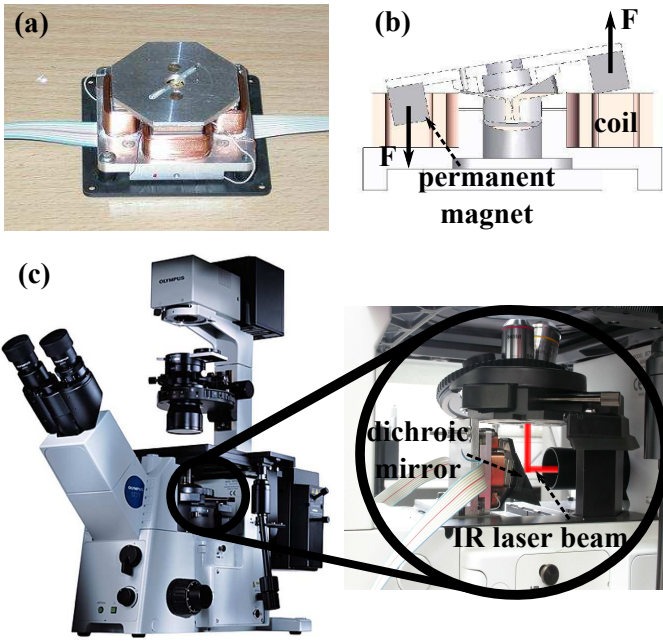 (a)
(b)
F
coil
F
permanent
magnet
(c)
OLYMPUS
dichroic
mirror
IR laser beam